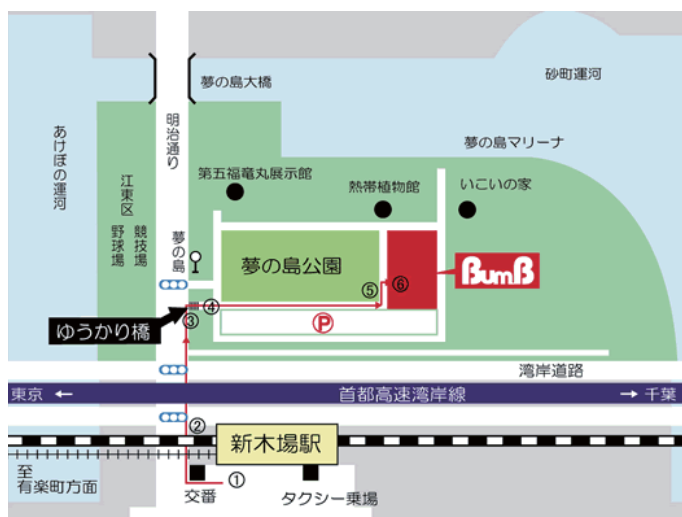 夢の島大橋
砂町運河
明治通り
あけぼの運河
夢の島マリーナ
第五福竜丸展示館
熱帯植物館
いこいの家
江東区
競技場
野球場
夢の島
夢の島公園
BumB
⑤
⑥
③
④
ゆうかり橋
P
湾岸道路
東京 ←
首都高速湾岸線
→ 千葉
②
新木場駅
至
有楽町方面
交番
①
タクシー乗場